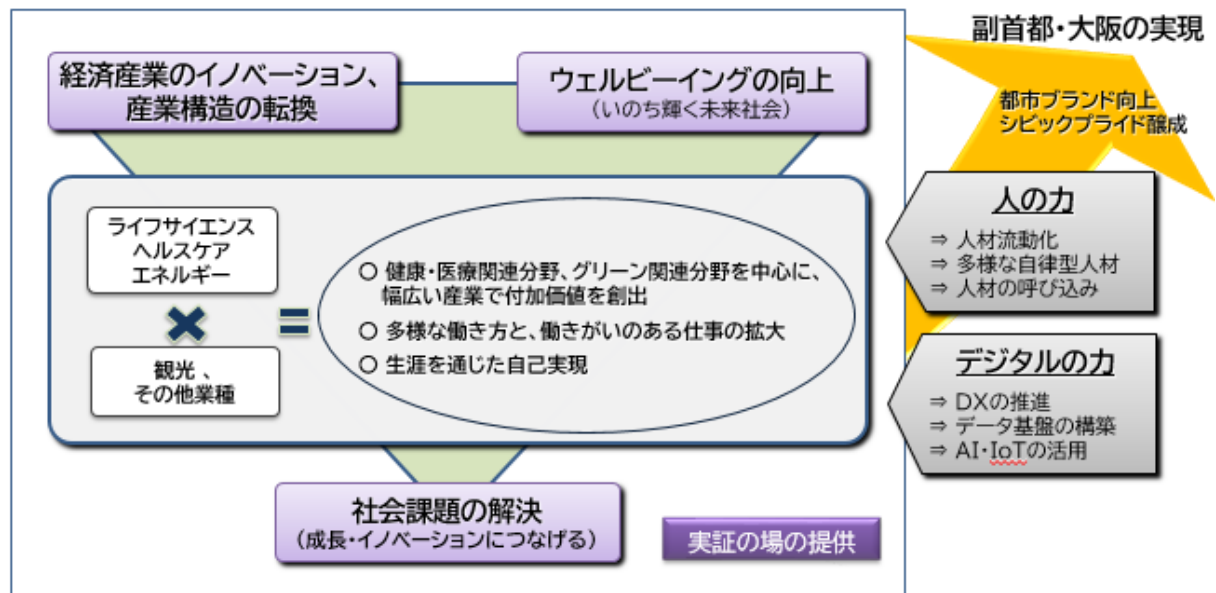 副首都・大阪の実現
都市ブランド向上
シビックプライド醸成
経済産業のイノベーション、
産業構造の転換
ウェルビーイングの向上
（いのち輝く未来社会）
ライフサイエンス
ヘルスケア
エネルギー
×
観光 、
その他業種
=
○ 健康・医療関連分野、グリーン関連分野を中心に、
幅広い産業で付加価値を創出
○ 多様な働き方と、働きがいのある仕事の拡大
○ 生涯を通じた自己実現
人の力
⇒ 人材流動化
⇒ 多様な自律型人材
⇒ 人材の呼び込み
デジタルの力
⇒ DXの推進
⇒ データ基盤の構築
⇒ AI・IoTの活用
社会課題の解決
（成長・イノベーションにつなげる）
実証の場の提供